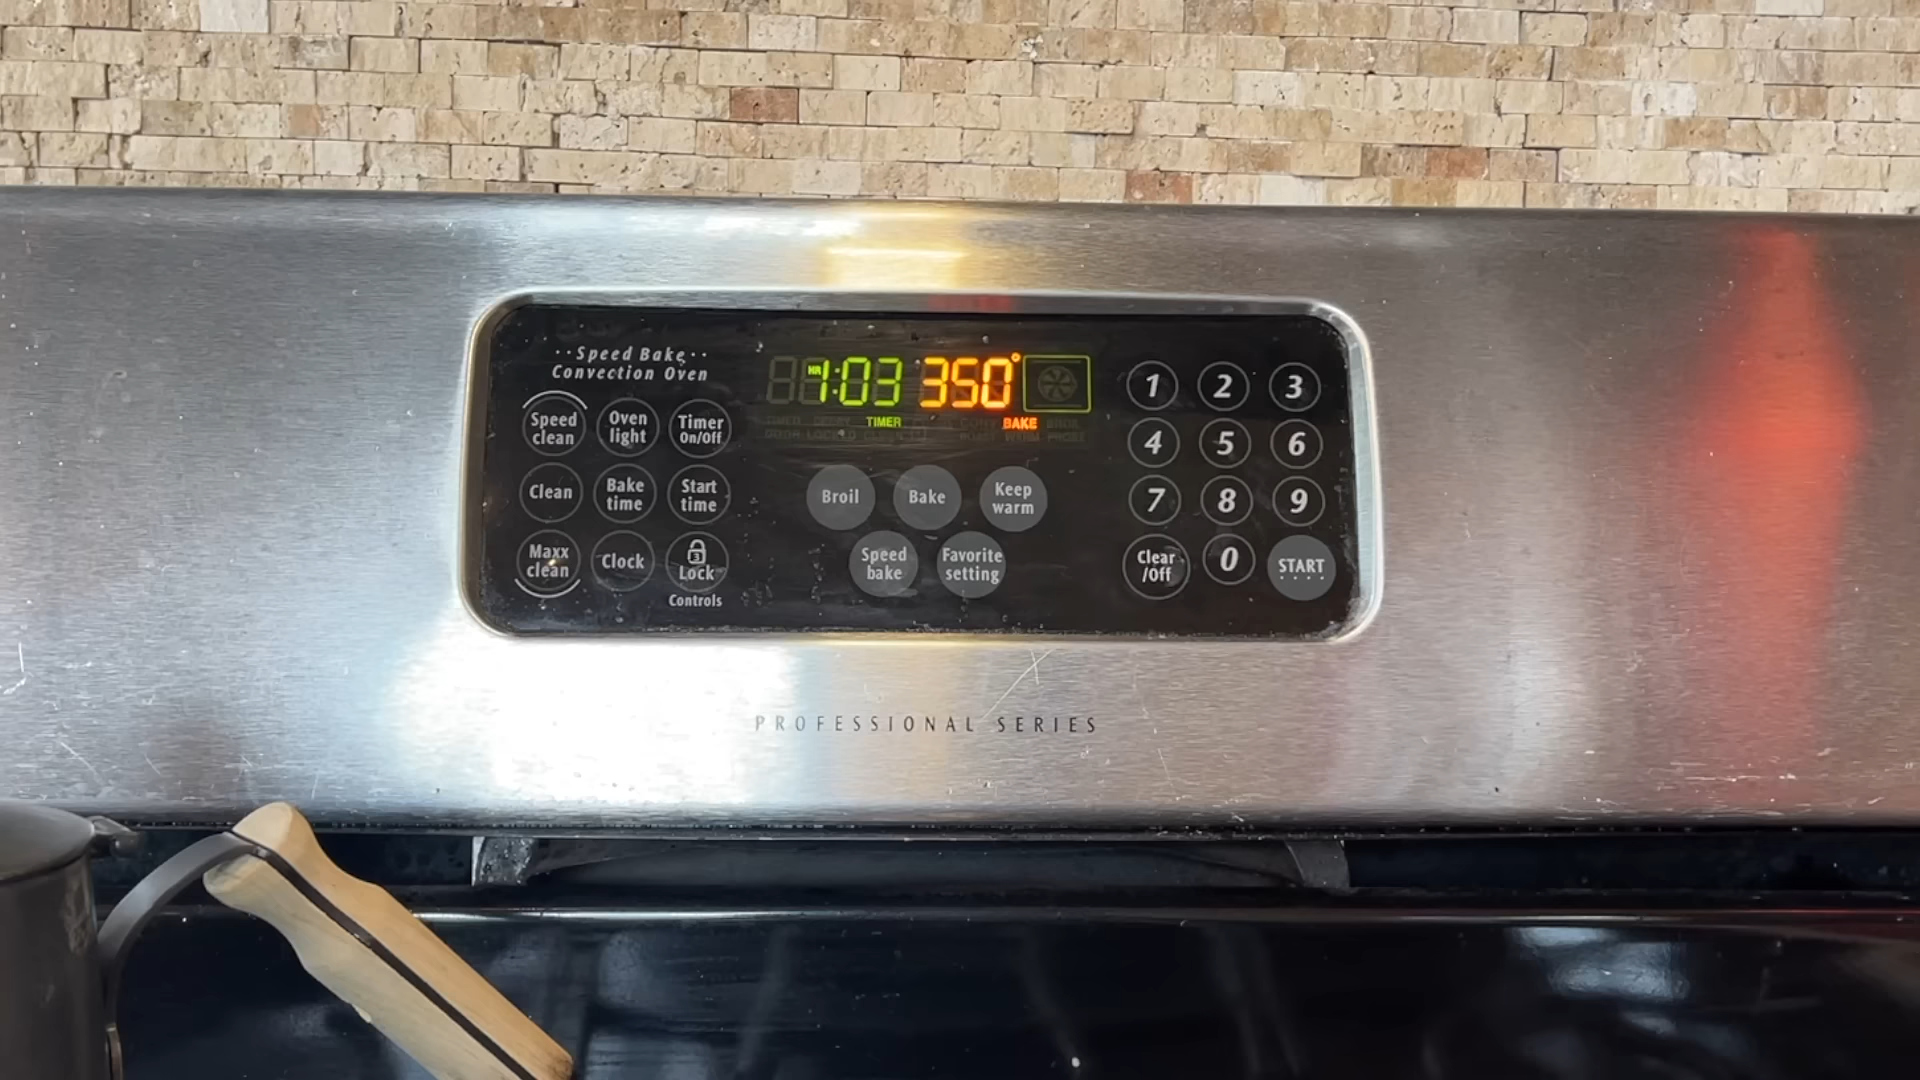 ··Speed Bake··
Convection Oven
HR 1:03 350°
TIMER BAKE
Speed clean
Oven light
Timer On/Off
Clean
Bake time
Start time
Maxx clean
Clock
Lock
Controls
Broil
Bake
Keep warm
Speed bake
Favorite setting
1 2 3
4 5 6
7 8 9
Clear /Off
0
START
PROFESSIONAL SERIES